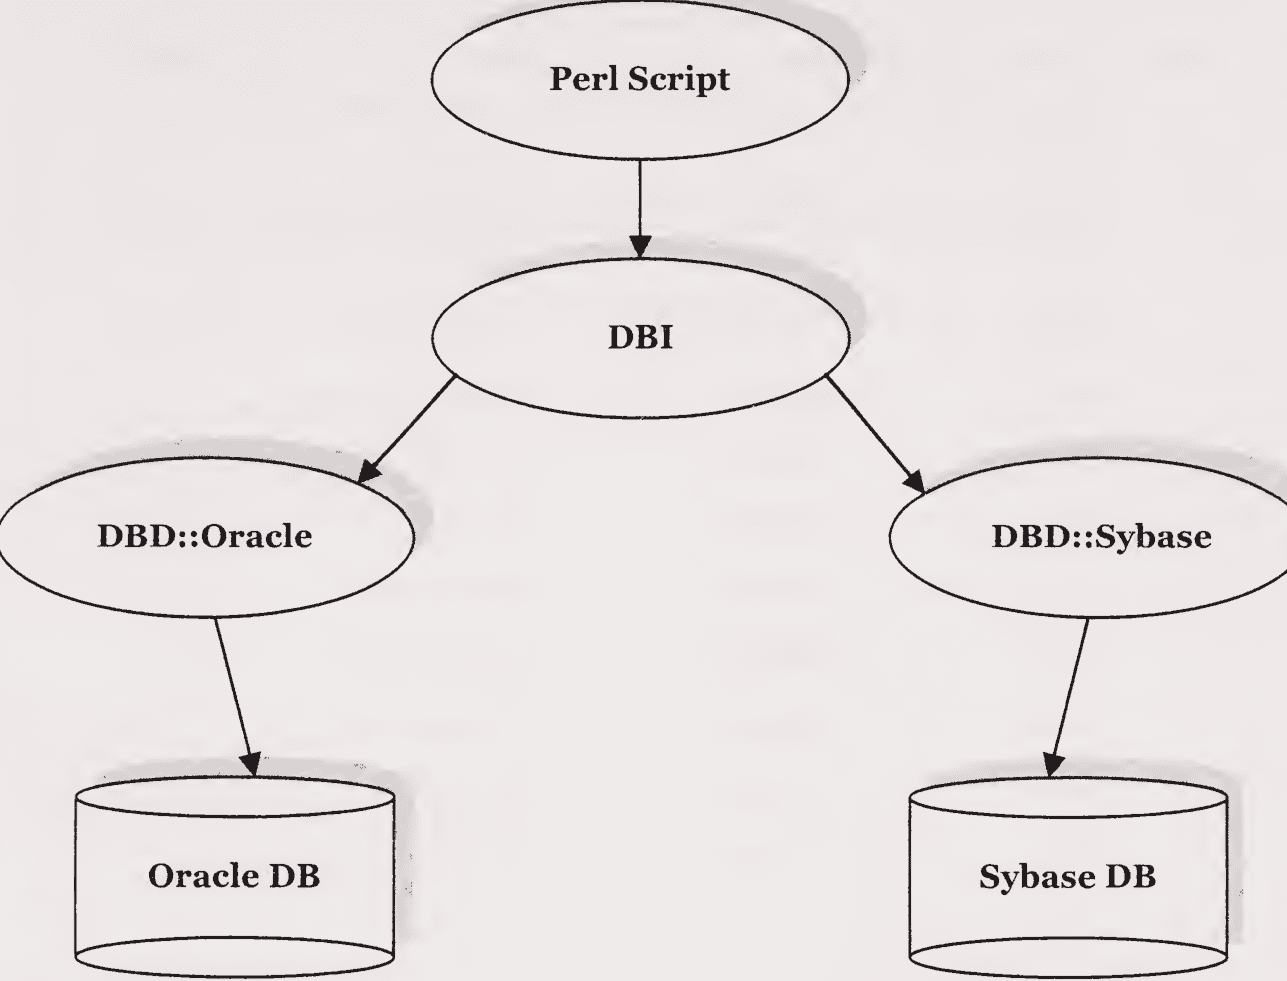 Perl Script
DBI
DBD::Oracle
DBD::Sybase
Oracle DB
Sybase DB